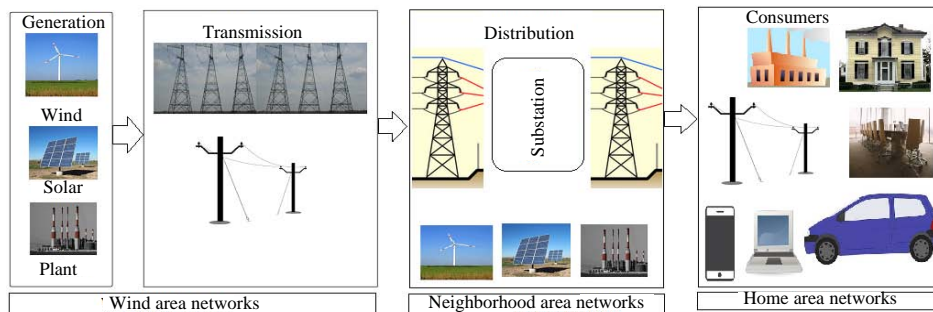 Generation
Wind
Solar
Plant
Transmission
Wind area networks
Distribution
Substation
Neighborhood area networks
Consumers
Home area networks